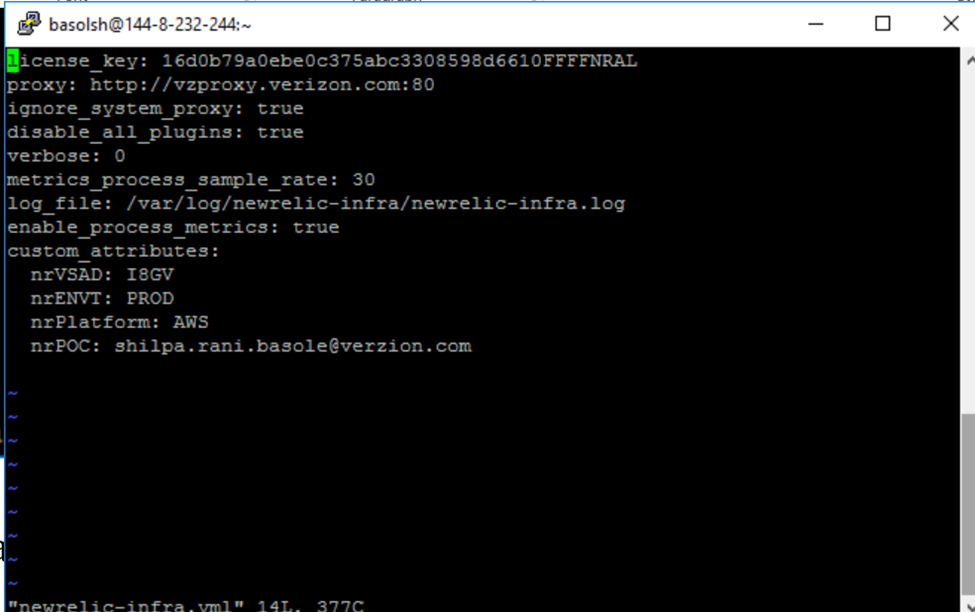 basolsh@144-8-232-244:~
license_key: 16d0b79a0ebe0c375abc3308598d6610FFFFNRAL
proxy: http://vzproxy.verizon.com:80
ignore_system_proxy: true
disable_all_plugins: true
verbose: 0
metrics_process_sample_rate: 30
log_file: /var/log/newrelic-infra/newrelic-infra.log
enable_process_metrics: true
custom_attributes:
  nrVSAD: I8GV
  nrENVT: PROD
  nrPlatform: AWS
  nrPOC: shilpa.rani.basole@verzion.com
~
~
~
~
~
~
~
~
~
"newrelic-infra.yml" 14L, 377C